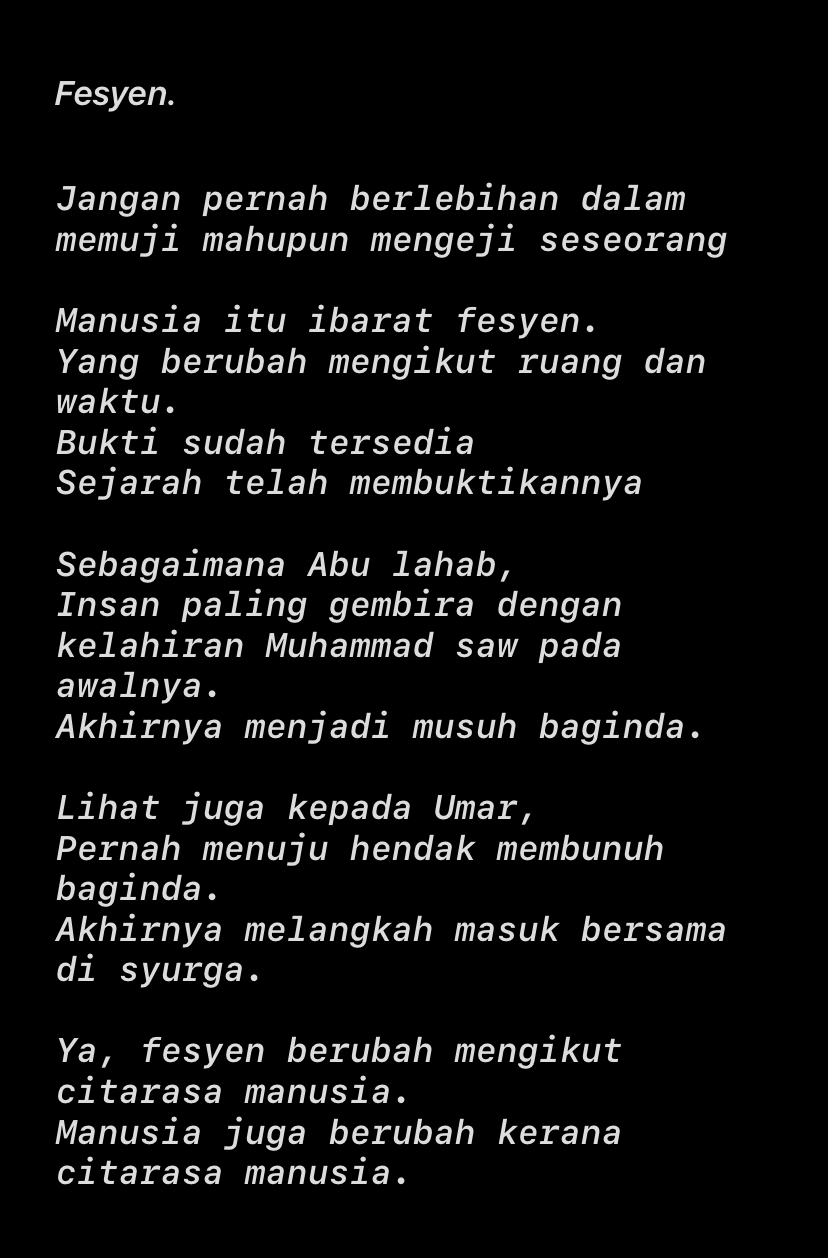 Fesyen.
Jangan pernah berlebihan dalam
memuji mahupun mengeji seseorang
Manusia itu ibarat fesyen.
Yang berubah mengikut ruang dan
waktu.
Bukti sudah tersedia
Sejarah telah membuktikannya
Sebagaimana Abu lahab,
Insan paling gembira dengan
kelahiran Muhammad saw pada
awalnya.
Akhirnya menjadi musuh baginda.
Lihat juga kepada Umar,
Pernah menuju hendak membunuh
baginda.
Akhirnya melangkah masuk bersama
di syurga.
Ya, fesyen berubah mengikut
citarasa manusia.
Manusia juga berubah kerana
citarasa manusia.